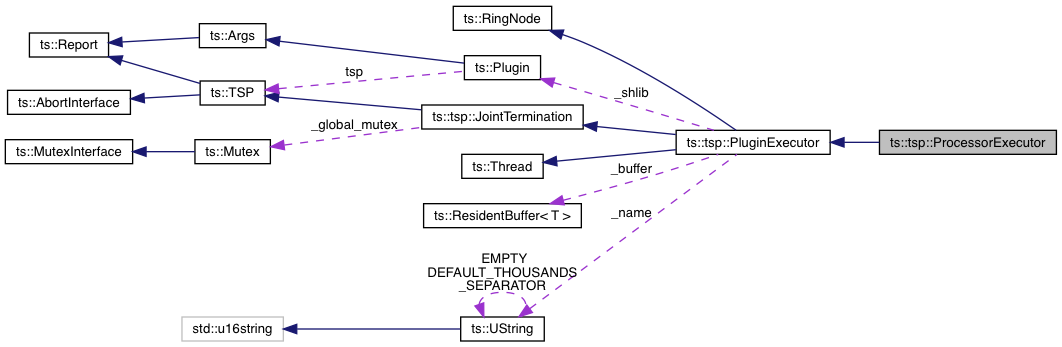 ts::RingNode
ts::Args
ts::Report
ts::Plugin
tsp
ts::TSP
_shlib
ts::AbortInterface
ts::tsp::JointTermination
_global_mutex
ts::MutexInterface
ts::Mutex
ts::tsp::PluginExecutor
ts::tsp::ProcessorExecutor
ts::Thread
_buffer
ts::ResidentBuffer< T >
_name
EMPTY
DEFAULT_THOUSANDS
_SEPARATOR
std::u16string
ts::UString